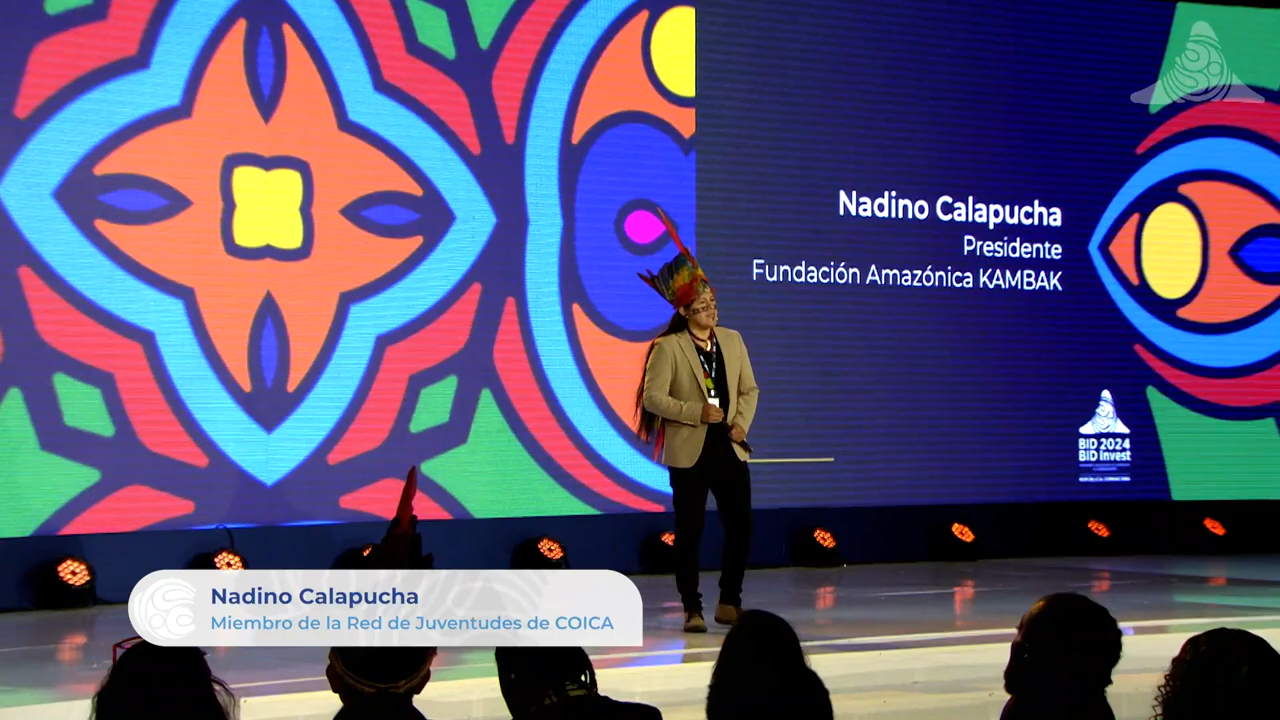 Nadino Calapucha
Presidente
Fundación Amazónica KAMBAK
BID 2024
BID Invest
Nadino Calapucha
Miembro de la Red de Juventudes de COICA